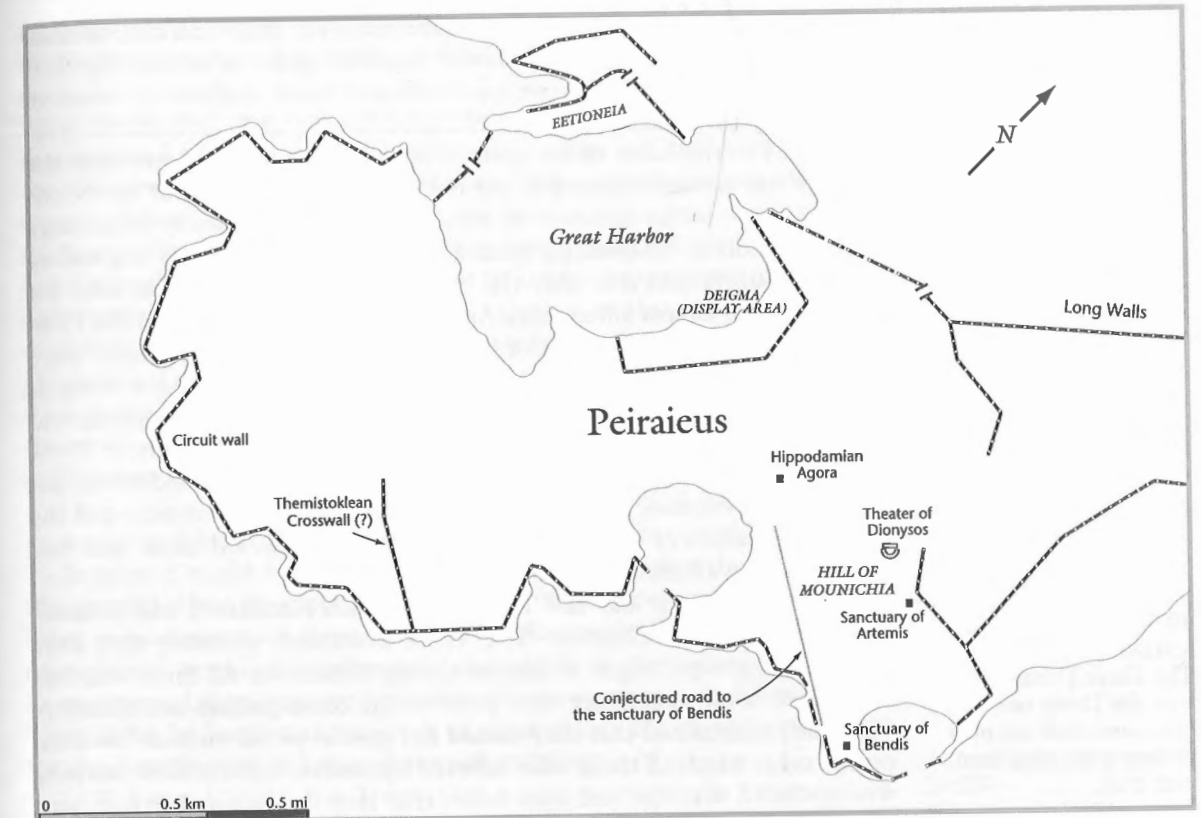 EETIONEIA
N
Great Harbor
DEIGMA
(DISPLAY AREA)
Long Walls
Peiraieus
Circuit wall
Hippodamian
Agora
Themistoklean
Crosswall (?)
Theater of
Dionysos
HILL OF
MOUNICHIA
Sanctuary of
Artemis
Conjectured road to
the sanctuary of Bendis
Sanctuary of
Bendis
0
0.5 km
0.5 mi